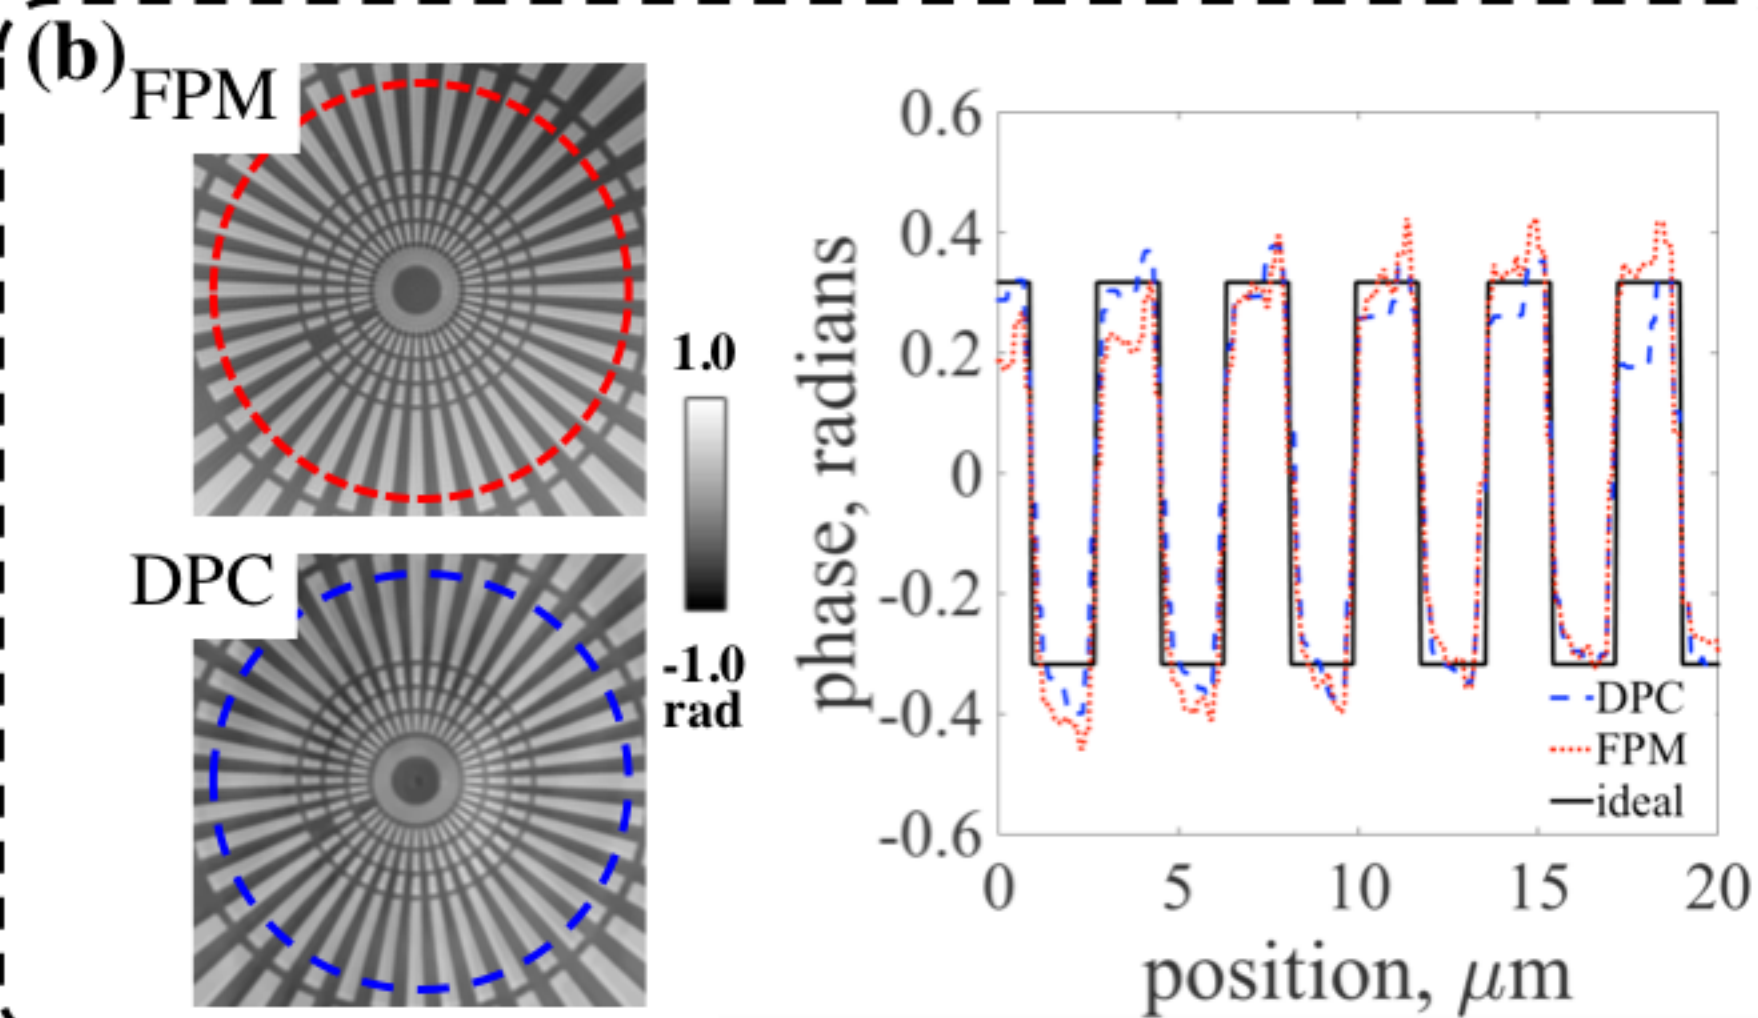 (b)
FPM
DPC
1.0
-1.0
rad
phase, radians
0.6
0.4
0.2
0
-0.2
-0.4
-0.6
DPC
FPM
ideal
0 5 10 15 20
position, μm